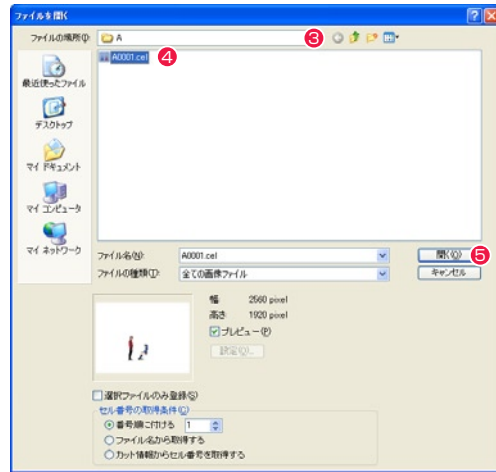 ファイルを開く
ファイルの場所(I):
A
3
A0001.cel
4
最近使ったファイル
デスクトップ
マイ ドキュメント
マイ コンピュータ
マイ ネットワーク
ファイル名(N):
A0001.cel
開く(O)
5
ファイルの種類(T):
全ての画像ファイル
キャンセル
幅 2560 pixel
高さ 1920 pixel
プレビュー(P)
設定(O)...
選択ファイルのみ登録(S)
セル番号の取得条件(C)
番号順に付ける 1
ファイル名から取得する
カット情報からセル番号を取得する